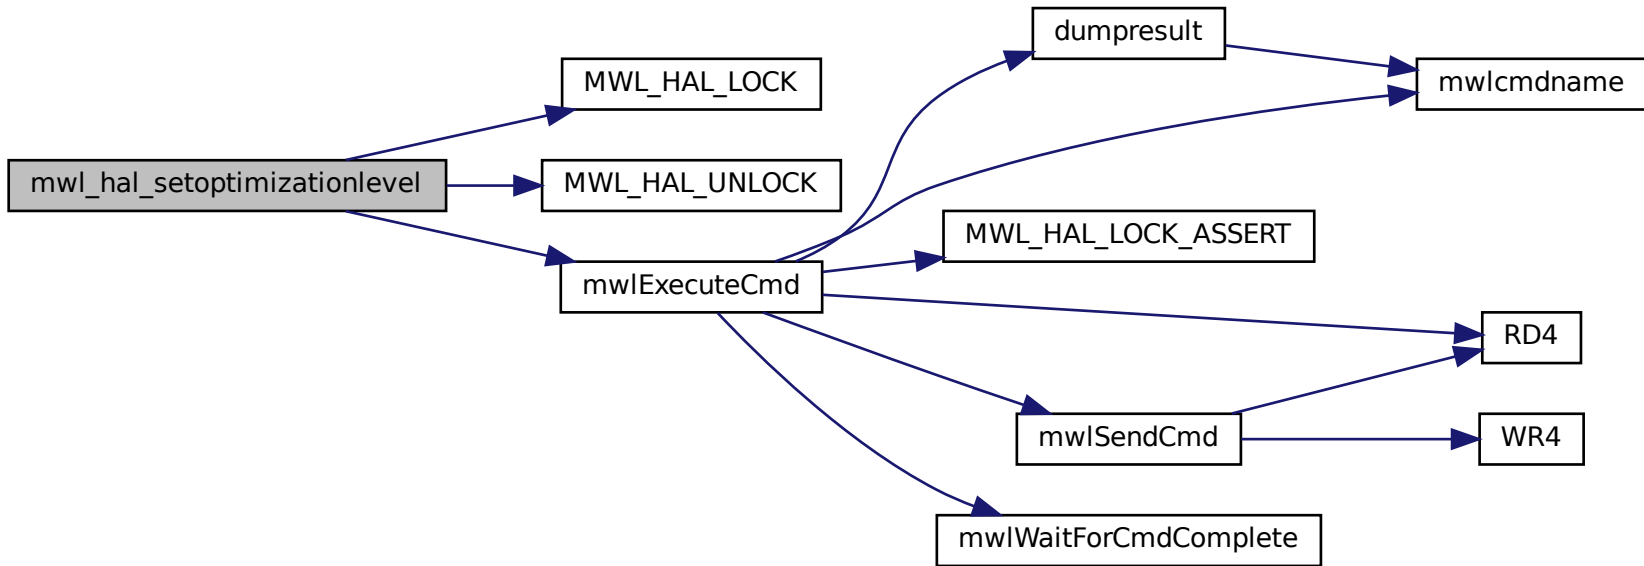 dumpresult
MWL_HAL_LOCK
mwlcmdname
mwl_hal_setoptimizationlevel
MWL_HAL_UNLOCK
MWL_HAL_LOCK_ASSERT
mwlExecuteCmd
RD4
mwlSendCmd
WR4
mwlWaitForCmdComplete